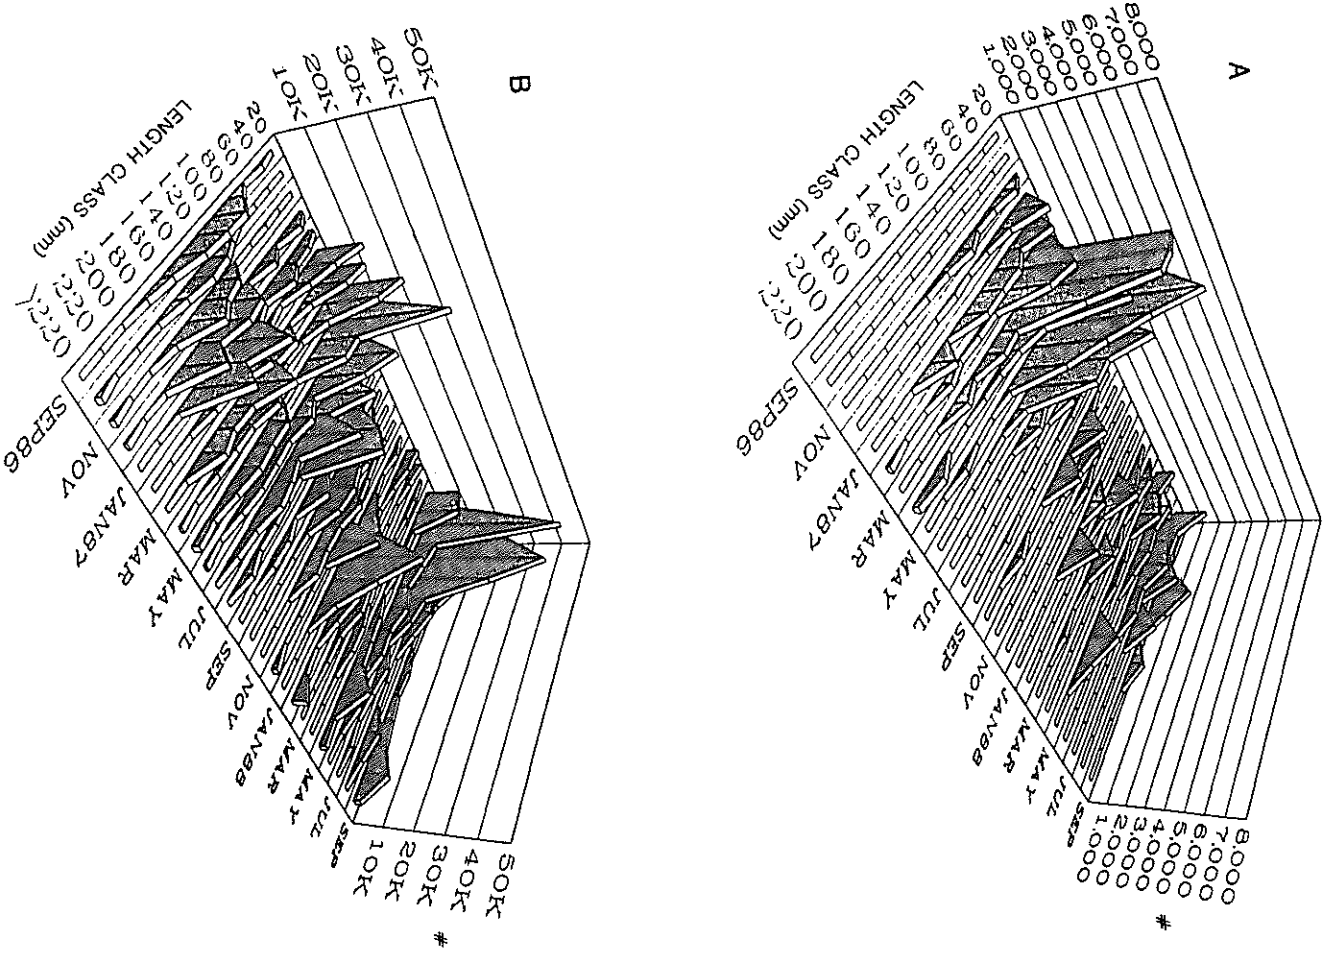 A
8.000
7.000
6.000
5.000
4.000
3.000
2.000
1.000
20
40
60
80
100
120
140
160
180
200
220
LENGTH CLASS (mm)
SEP86
NOV
JAN87
MAR
MAY
JUL
SEP
NOV
JAN88
MAR
MAY
JUL
SEP
1.000
2.000
3.000
4.000
5.000
6.000
7.000
8.000
#
B
50K
40K
30K
20K
10K
20
40
60
80
100
120
140
160
180
200
220
>220
LENGTH CLASS (mm)
SEP86
NOV
JAN87
MAR
MAY
JUL
SEP
NOV
JAN88
MAR
MAY
JUL
SEP
10K
20K
30K
40K
50K
#